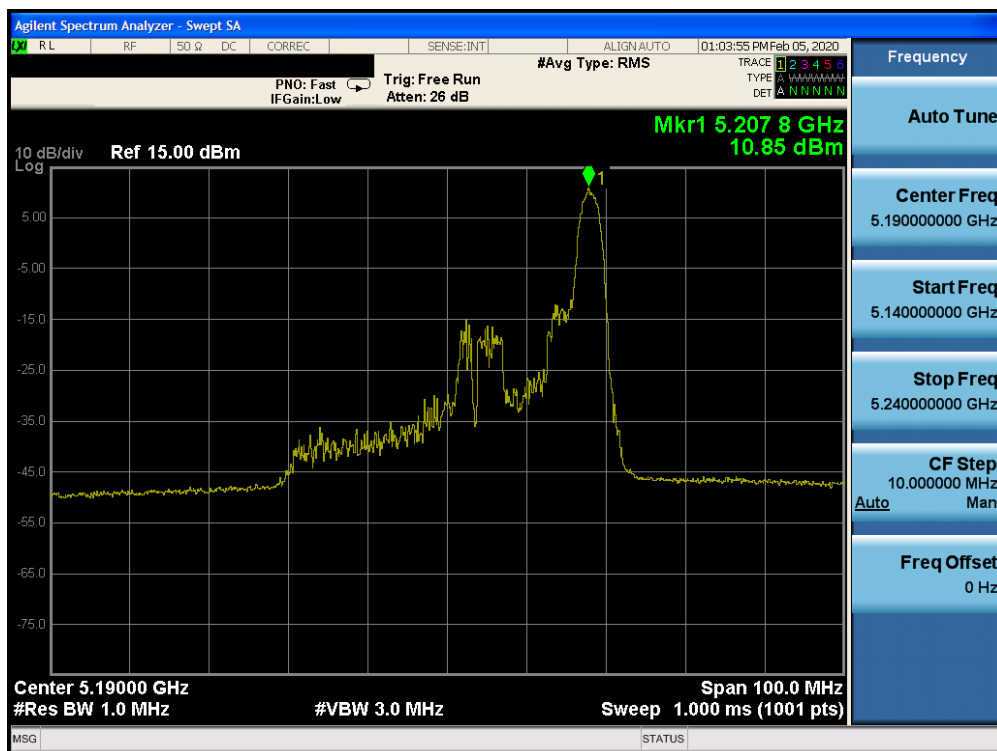 Agilent Spectrum Analyzer - Swept SA
LXI RL RF 50 Ω DC CORREC SENSE:INT ALIGN AUTO 01:03:55 PM Feb 05, 2020
Frequency
#Avg Type: RMS TRACE 1 2 3 4 5 6
PNO: Fast Trig: Free Run TYPE A WWWWW
IFGain:Low Atten: 26 dB DET A N N N N N
Auto Tune
Mkr1 5.207 8 GHz
10 dB/div Ref 15.00 dBm 10.85 dBm
Log
1
Center Freq
5.190000000 GHz
5.00
-5.00
Start Freq
5.140000000 GHz
-15.0
-25.0
Stop Freq
5.240000000 GHz
-35.0
-45.0
CF Step
10.000000 MHz
Auto Man
-55.0
-65.0
Freq Offset
0 Hz
-75.0
Center 5.19000 GHz Span 100.0 MHz
#Res BW 1.0 MHz #VBW 3.0 MHz Sweep 1.000 ms (1001 pts)
MSG STATUS